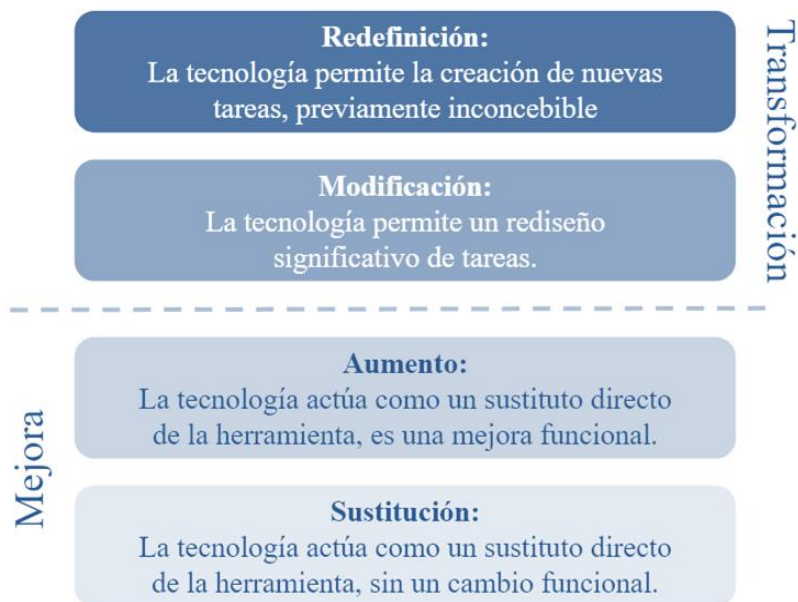 Redefinición:
La tecnología permite la creación de nuevas
tareas, previamente inconcebible
Modificación:
La tecnología permite un rediseño
significativo de tareas.
Transformación
Aumento:
La tecnología actúa como un sustituto directo
de la herramienta, es una mejora funcional.
Sustitución:
La tecnología actúa como un sustituto directo
de la herramienta, sin un cambio funcional.
Mejora